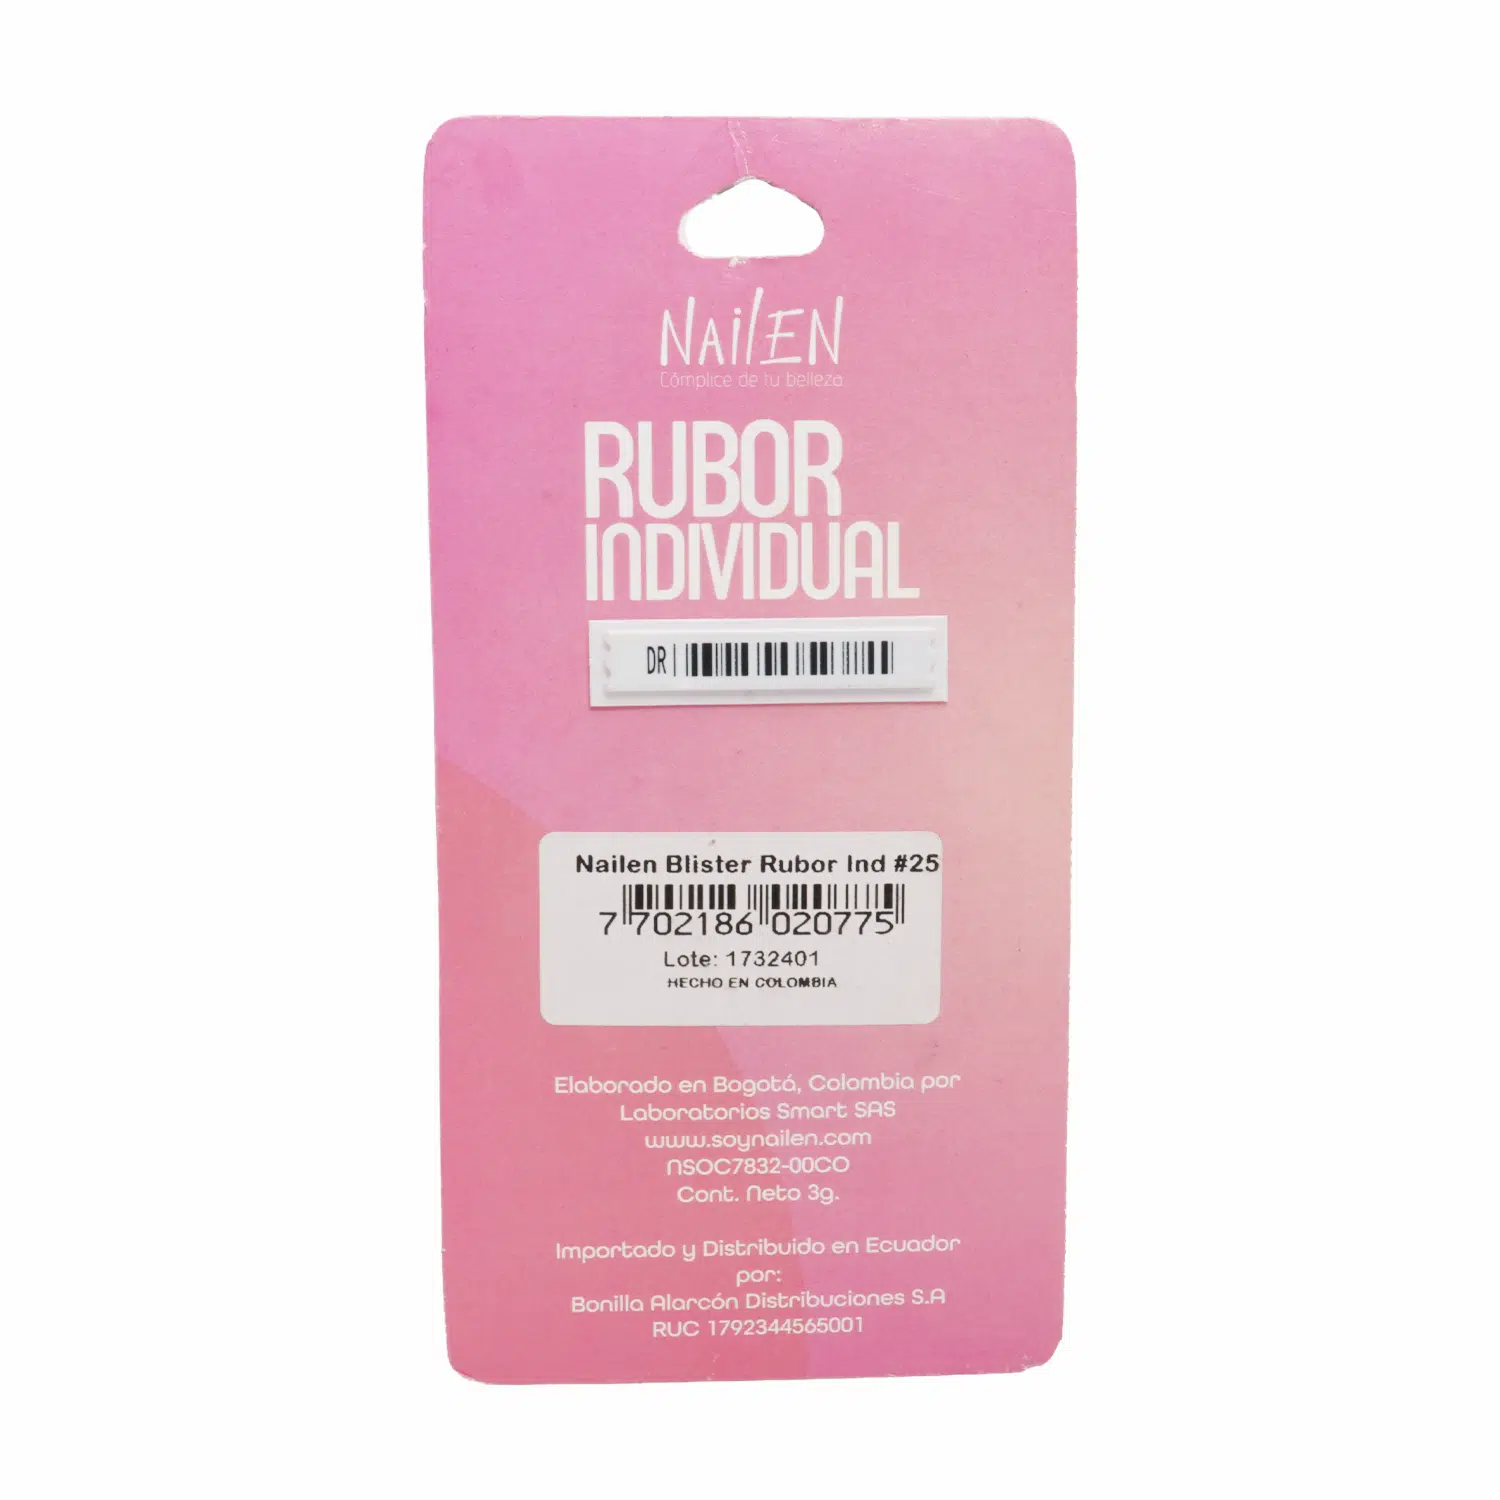 NAilEN
Cómplice de tu belleza
RUBOR
INDIVIDUAL
DR
Nailen Blister Rubor Ind #25
7 702186 020775
Lote: 1732401
HECHO EN COLOMBIA
Elaborado en Bogotá, Colombia por
Laboratorios Smart SAS
www.soynailen.com
NSOC7832-00CO
Cont. Neto 3g.
Importado y Distribuido en Ecuador
por:
Bonilla Alarcón Distribuciones S.A
RUC 1792344565001